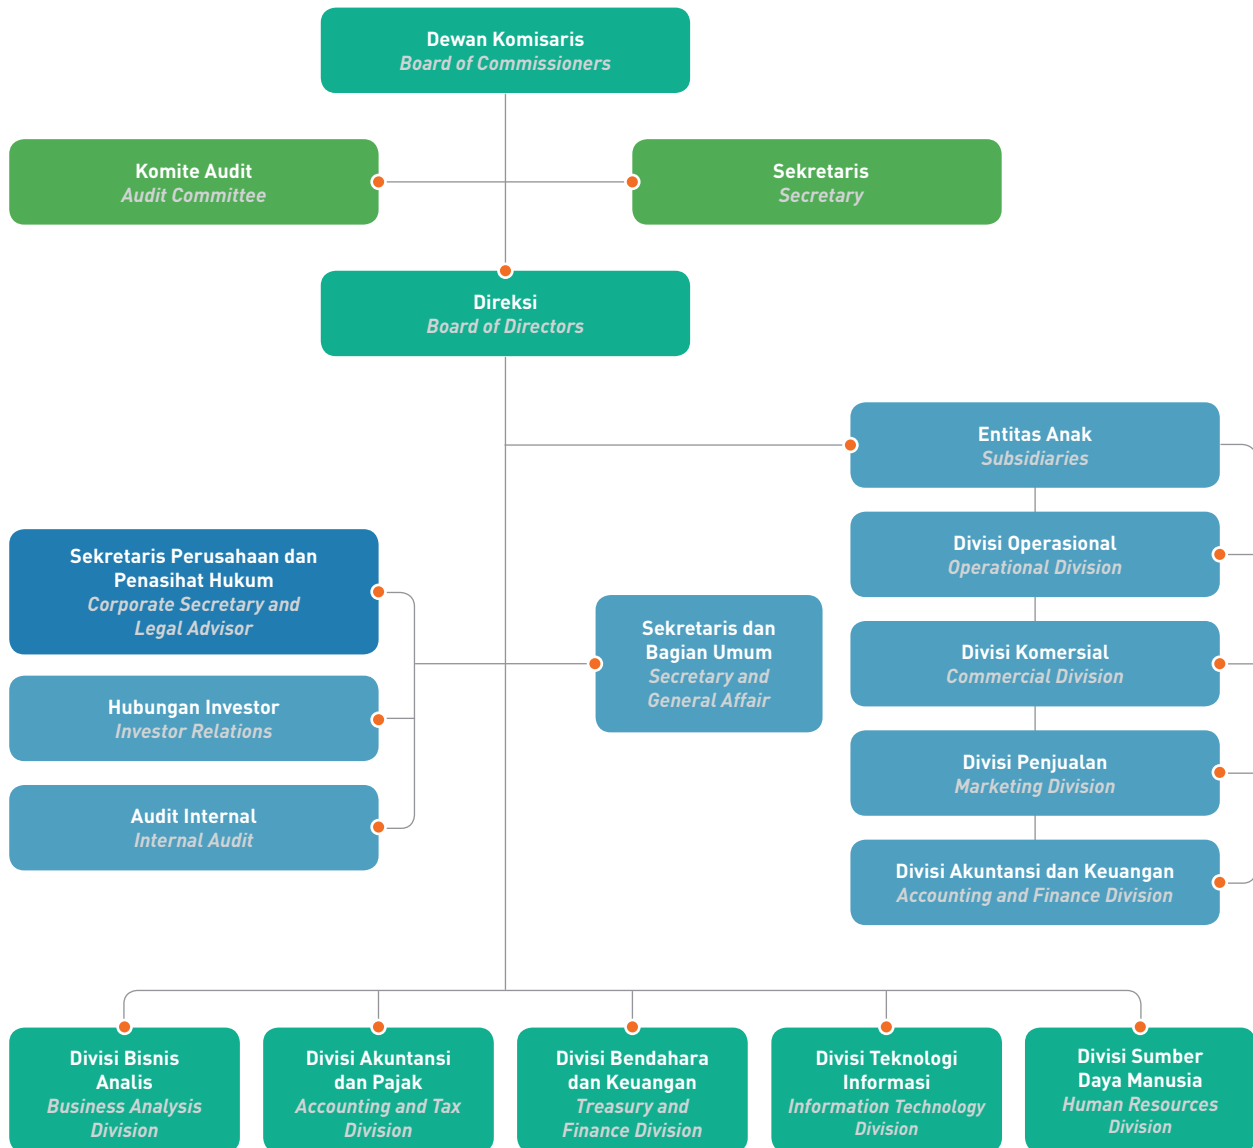 Dewan Komisaris
Board of Commissioners
Komite Audit
Audit Committee
Sekretaris
Secretary
Direksi
Board of Directors
Entitas Anak
Subsidiaries
Divisi Operasional
Operational Division
Divisi Komersial
Commercial Division
Divisi Penjualan
Marketing Division
Divisi Akuntansi dan Keuangan
Accounting and Finance Division
Sekretaris Perusahaan dan
Penasihat Hukum
Corporate Secretary and
Legal Advisor
Hubungan Investor
Investor Relations
Audit Internal
Internal Audit
Sekretaris dan
Bagian Umum
Secretary and
General Affair
Divisi Bisnis
Analis
Business Analysis
Division
Divisi Akuntansi
dan Pajak
Accounting and Tax
Division
Divisi Bendahara
dan Keuangan
Treasury and
Finance Division
Divisi Teknologi
Informasi
Information Technology
Division
Divisi Sumber
Daya Manusia
Human Resources
Division